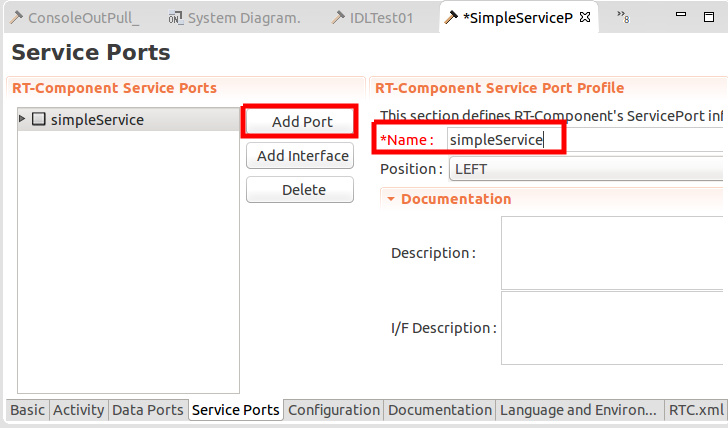 ConsoleOutPull_ System Diagram. IDLTest01 *SimpleServiceP »8
Service Ports
RT-Component Service Ports
simpleService
Add Port
Add Interface
Delete
RT-Component Service Port Profile
This section defines RT-Component's ServicePort inf
*Name : simpleService
Position : LEFT
Documentation
Description :
I/F Description :
Basic Activity Data Ports Service Ports Configuration Documentation Language and Environ... RTC.xml